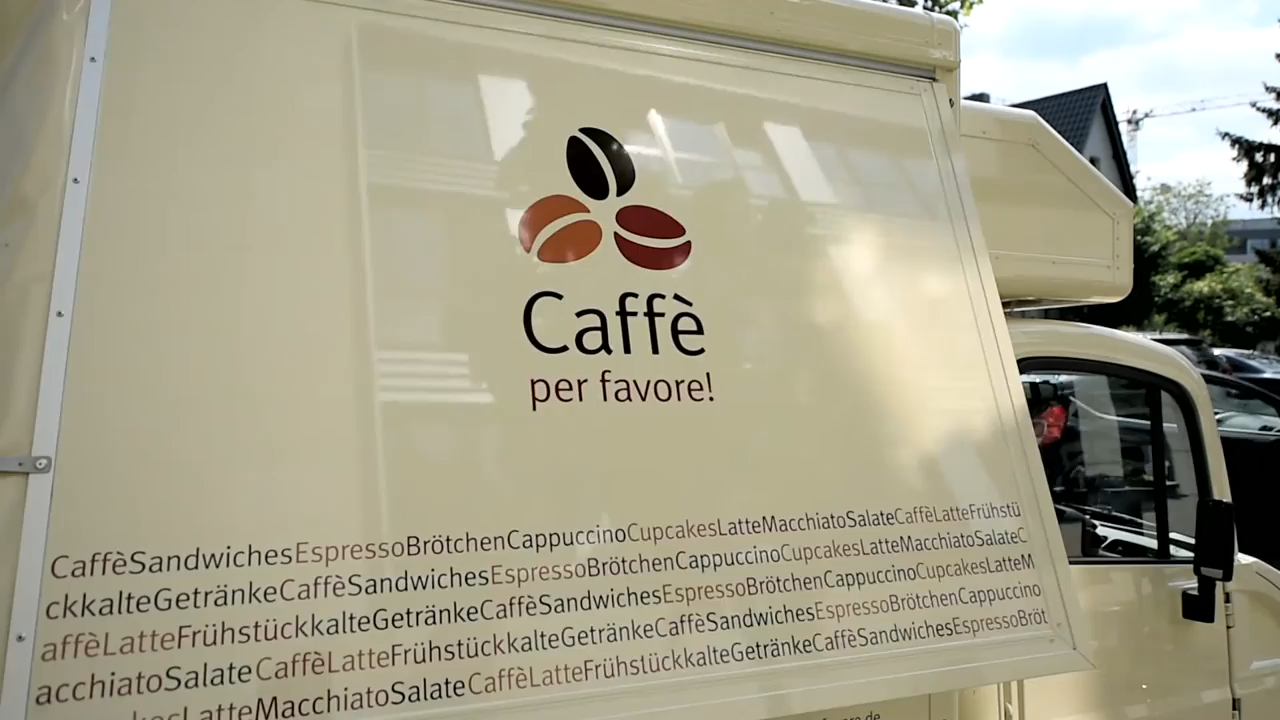 Caffè
per favore!
CaffèSandwichesEspressoBrötchenCappuccinoCupcakesLatteMacchiatoSalateCaffèLatteFrühstü
ckkalteGetränkeCaffèSandwichesEspressoBrötchenCappuccinoCupcakesLatteMacchiatoSalateC
affèLatteFrühstückkalteGetränkeCaffèSandwichesEspressoBrötchenCappuccinoCupcakesLatteM
acchiatoSalateCaffèLatteFrühstückkalteGetränkeCaffèSandwichesEspressoBrötchenCappuccino
LatteMacchiatoSalateCaffèLatteFrühstückkalteGetränkeCaffèSandwichesEspressoBröt